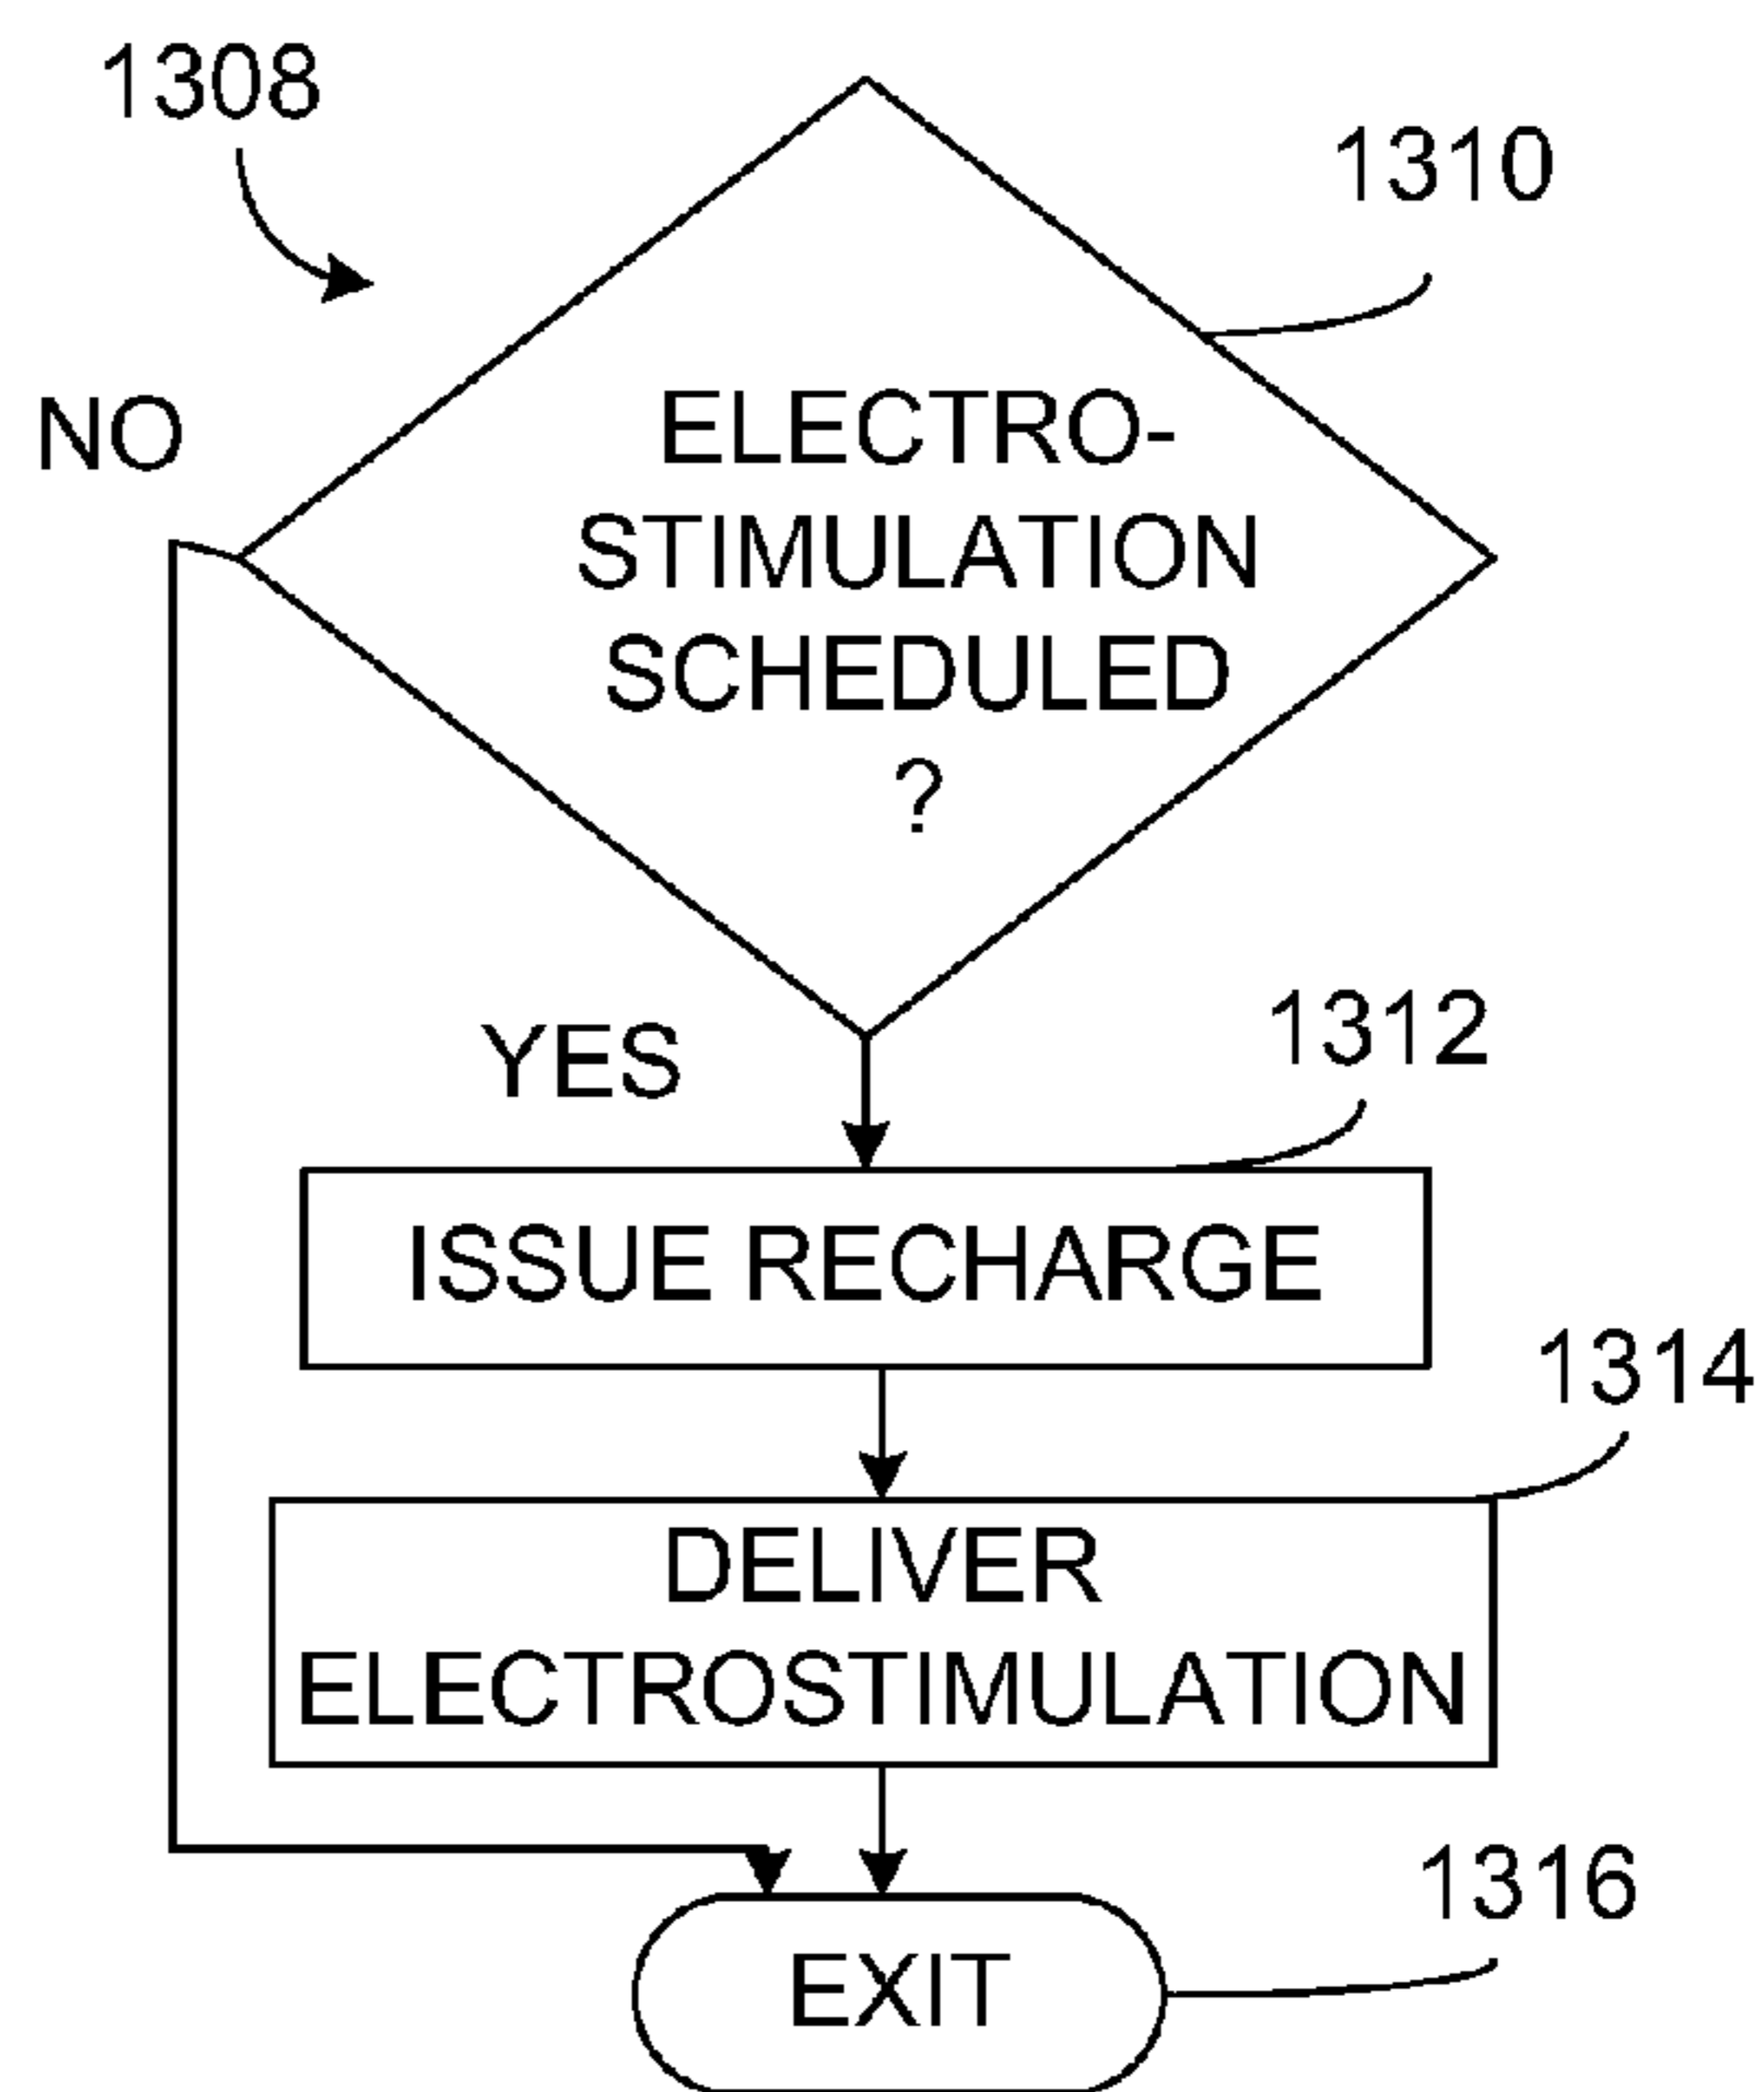 1308
1310
NO
ELECTRO-
STIMULATION
SCHEDULED
?
YES
1312
ISSUE RECHARGE
1314
DELIVER
ELECTROSTIMULATION
1316
EXIT